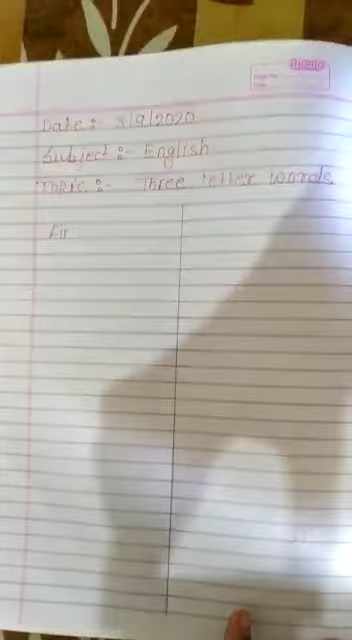 Date :- 3/9/2020
Subject :- English
Topic :- Three letter words